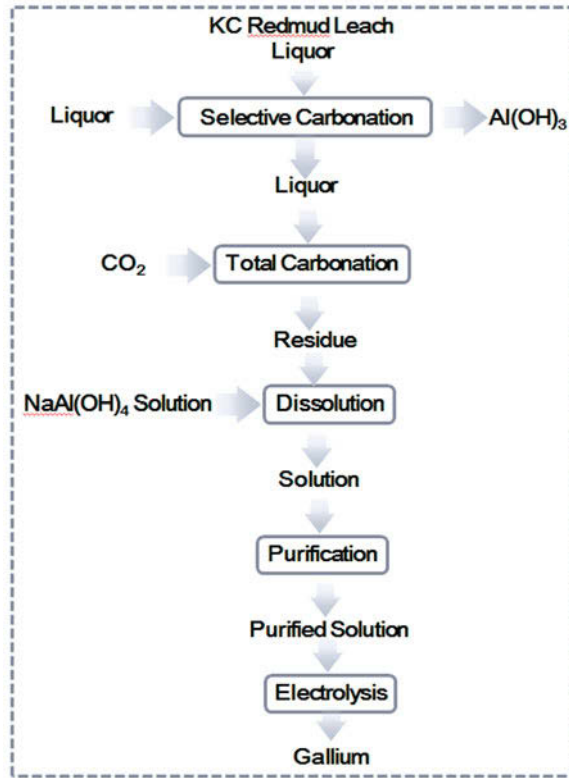 KC Redmud Leach
Liquor
Liquor
Selective Carbonation
Al(OH)₃
Liquor
CO₂
Total Carbonation
Residue
NaAl(OH)₄ Solution
Dissolution
Solution
Purification
Purified Solution
Electrolysis
Gallium